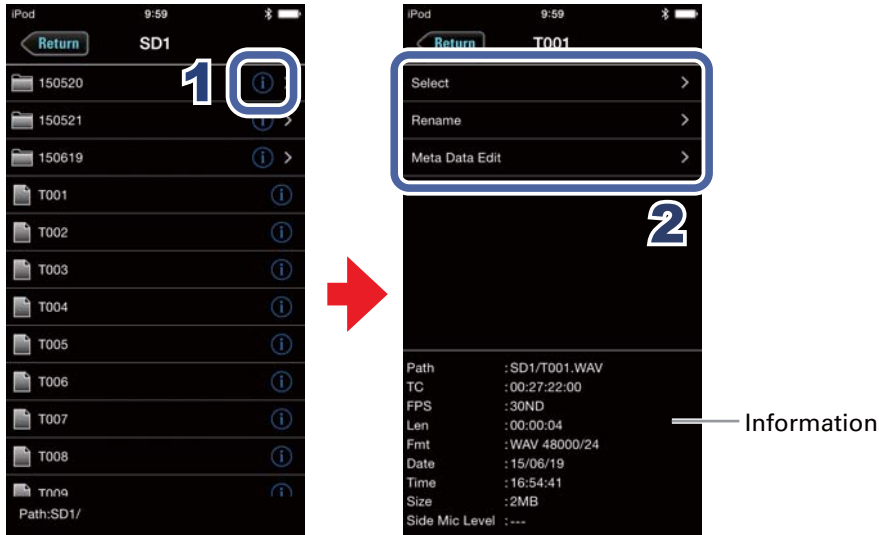 iPod 9:59
Return SD1
1
150520
150521
150619
T001
T002
T003
T004
T005
T006
T007
T008
T009
Path:SD1/
iPod 9:59
Return T001
Select
Rename
Meta Data Edit
2
Path :SD1/T001.WAV
TC :00:27:22:00
FPS :30ND
Len :00:00:04
Fmt :WAV 48000/24
Date :15/06/19
Time :16:54:41
Size :2MB
Side Mic Level :---
Information